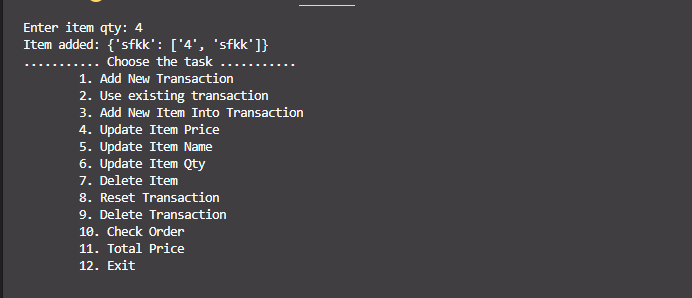 Enter item qty: 4
Item added: {'sfkk': ['4', 'sfkk']}
........... Choose the task ...........
1. Add New Transaction
2. Use existing transaction
3. Add New Item Into Transaction
4. Update Item Price
5. Update Item Name
6. Update Item Qty
7. Delete Item
8. Reset Transaction
9. Delete Transaction
10. Check Order
11. Total Price
12. Exit